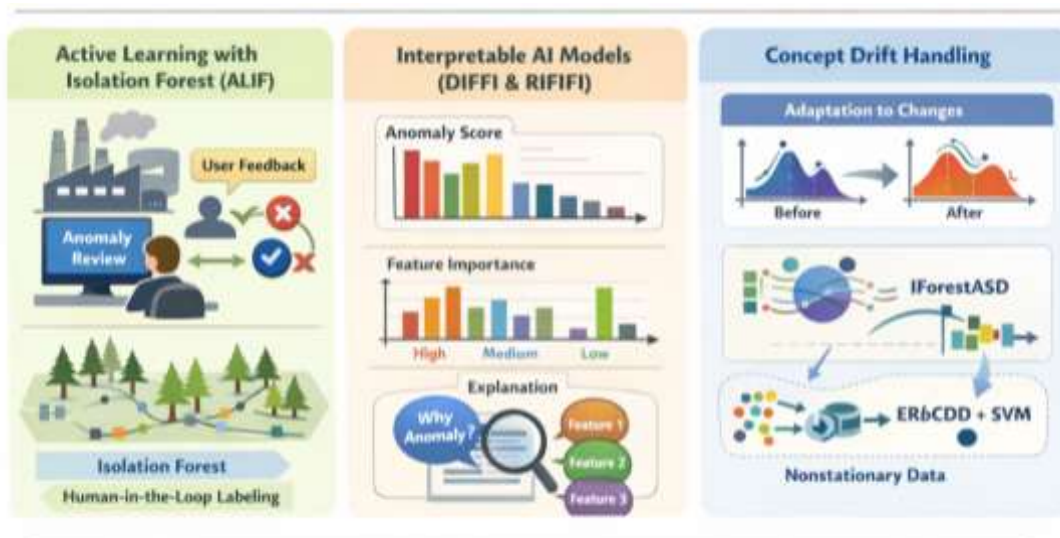 Active Learning with
Isolation Forest (ALIF)
User Feedback
Anomaly
Review
Isolation Forest
Human-in-the-Loop Labeling
Interpretable AI Models
(DIFFI & RIFIFI)
Anomaly Score
Feature Importance
High Medium Low
Explanation
Why
Anomaly?
Feature 1
Feature 2
Feature 3
Concept Drift Handling
Adaptation to Changes
Before After
IForestASD
ERbCDD + SVM
Nonstationary Data